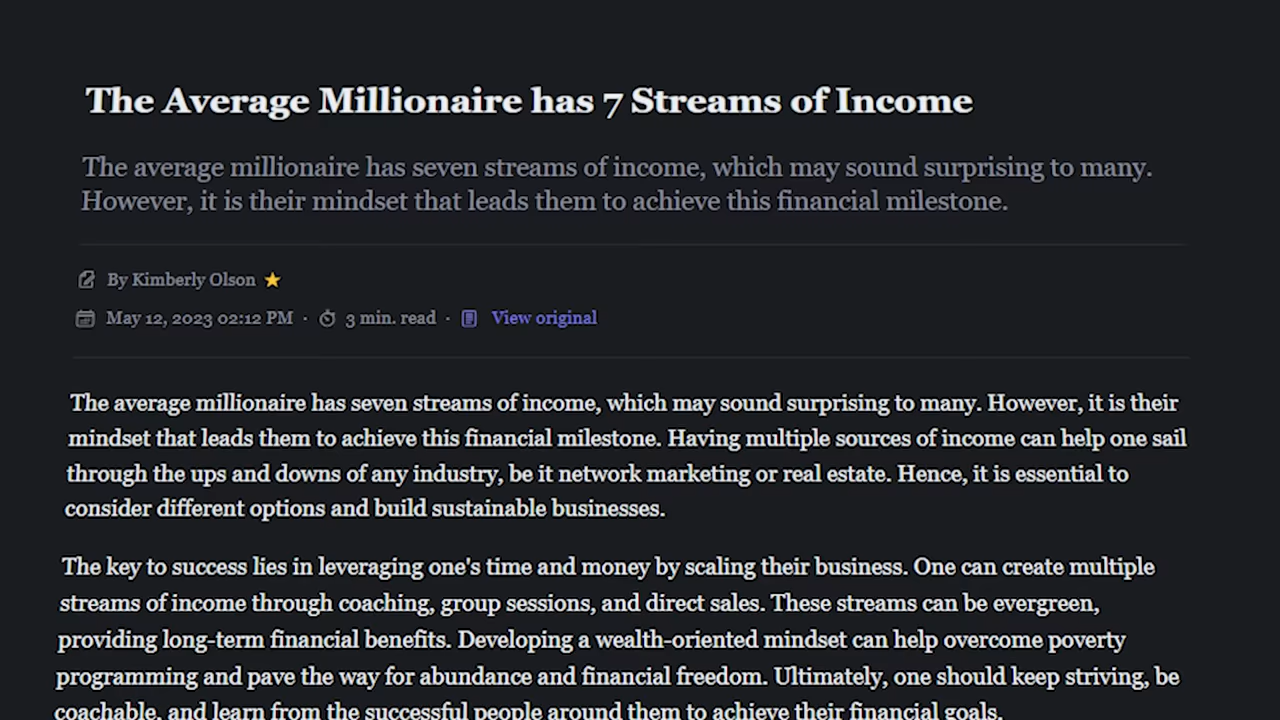 The Average Millionaire has 7 Streams of Income
The average millionaire has seven streams of income, which may sound surprising to many.
However, it is their mindset that leads them to achieve this financial milestone.
By Kimberly Olson ⭐
May 12, 2023 02:12 PM · 3 min. read · View original
The average millionaire has seven streams of income, which may sound surprising to many. However, it is their
mindset that leads them to achieve this financial milestone. Having multiple sources of income can help one sail
through the ups and downs of any industry, be it network marketing or real estate. Hence, it is essential to
consider different options and build sustainable businesses.
The key to success lies in leveraging one's time and money by scaling their business. One can create multiple
streams of income through coaching, group sessions, and direct sales. These streams can be evergreen,
providing long-term financial benefits. Developing a wealth-oriented mindset can help overcome poverty
programming and pave the way for abundance and financial freedom. Ultimately, one should keep striving, be
coachable, and learn from the successful people around them to achieve their financial goals.